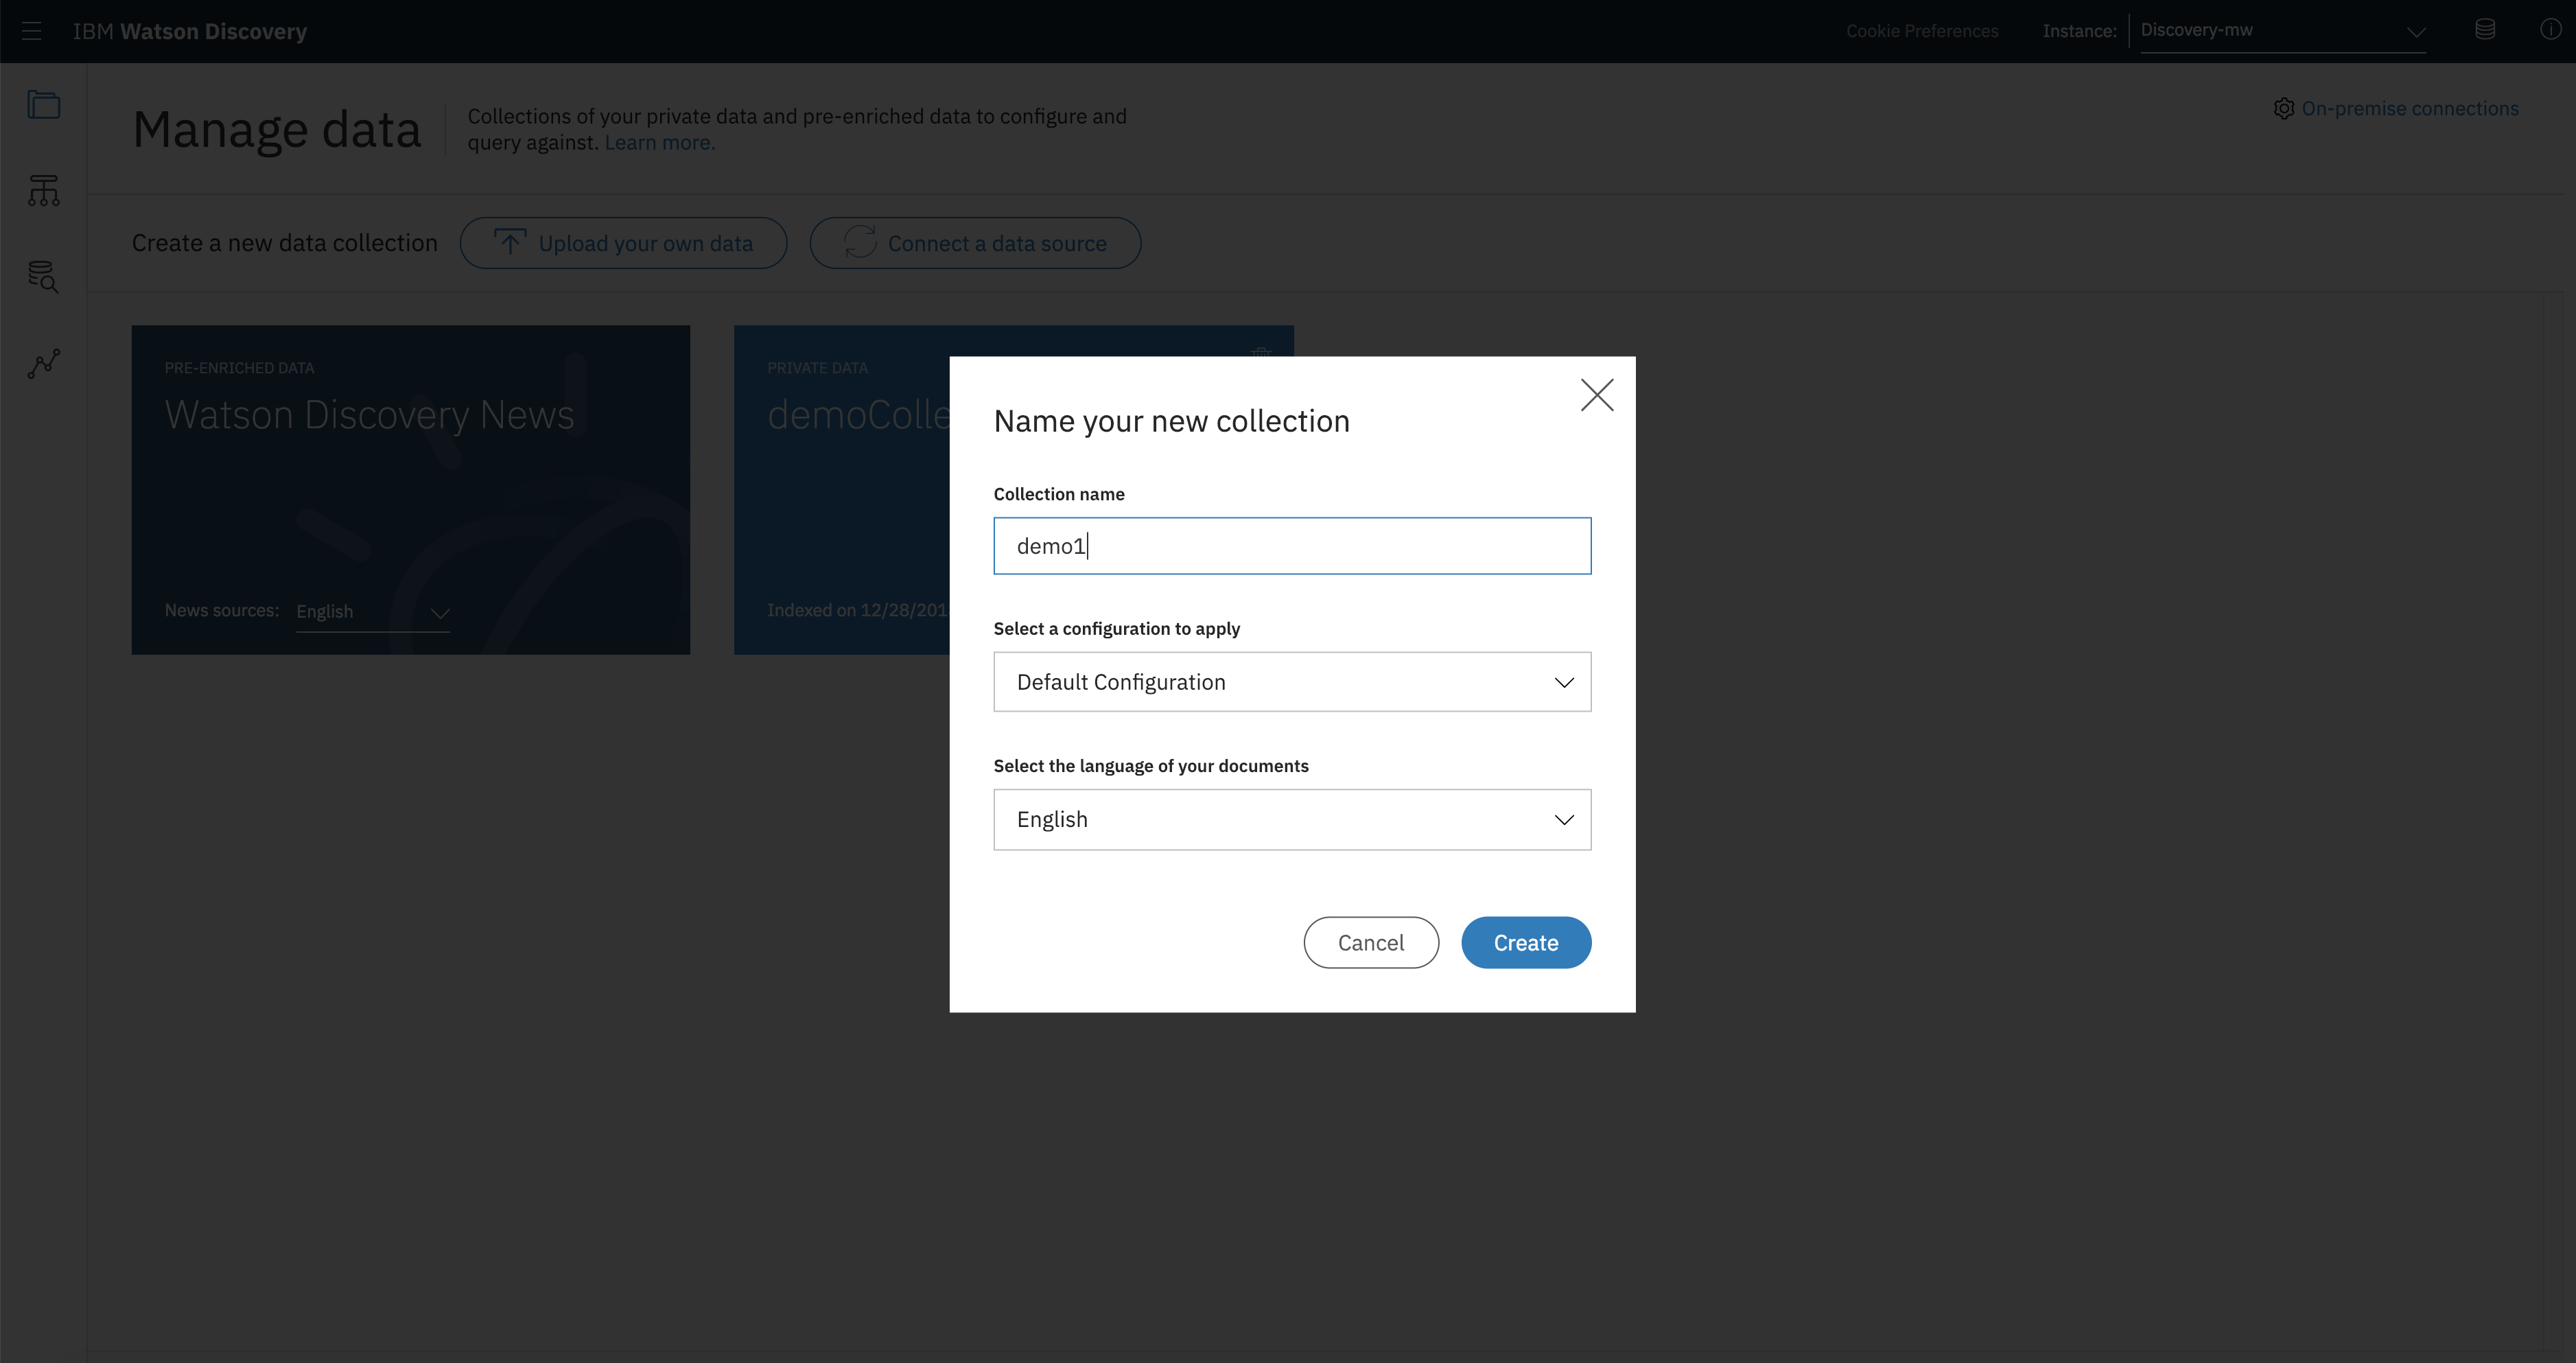 IBM Watson Discovery
Cookie Preferences
Instance:
Discovery-mw
Manage data
Collections of your private data and pre-enriched data to configure and
query against. Learn more.
On-premise connections
Create a new data collection
Upload your own data
Connect a data source
PRE-ENRICHED DATA
Watson Discovery News
News sources: English
PRIVATE DATA
demoColle
Indexed on 12/28/201
Name your new collection
Collection name
demo1
Select a configuration to apply
Default Configuration
Select the language of your documents
English
Cancel
Create